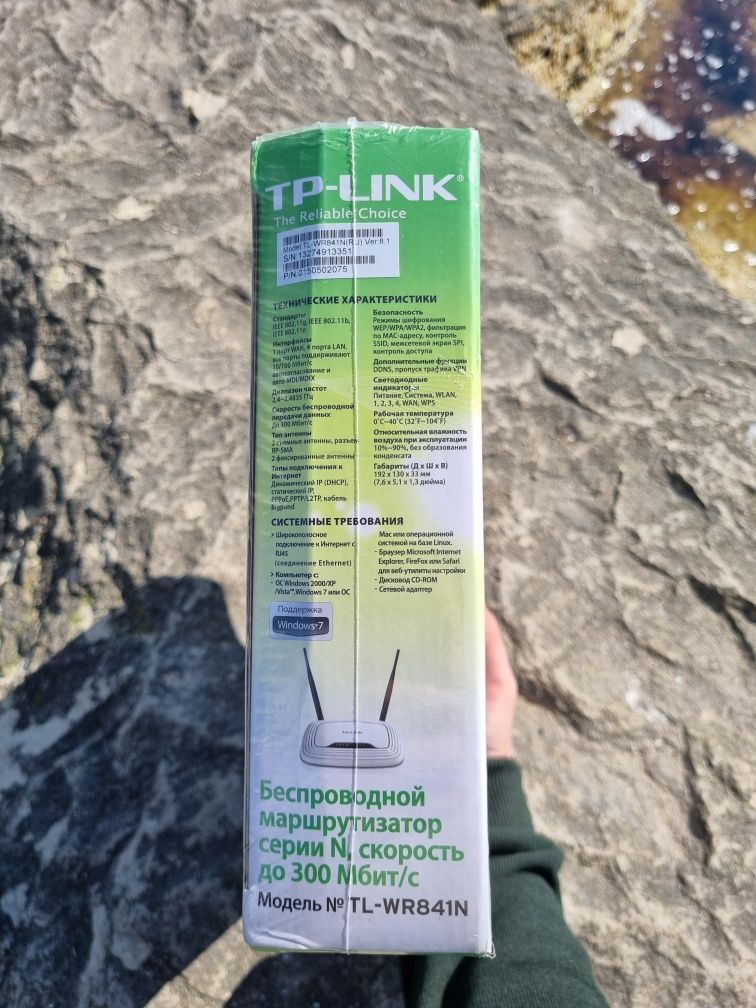 TP-LINK®
The Reliable Choice
Model TL-WR841N(RU) Ver:8.1
S/N 13274913351
P/N 0150502075
ТЕХНИЧЕСКИЕ ХАРАКТЕРИСТИКИ
Стандарты
IEEE 802.11g, IEEE 802.11b,
IEEE 802.11n
Интерфейсы
1 порт WAN, 4 порта LAN,
все порты поддерживают
10/100 Мбит/с
автосогласование и
авто-MDI/MDIX
Диапазон частот
2,4~2.4835 ГГц
Скорость беспроводной
передачи данных
До 300 Мбит/с
Тип антенны
2 съемные антенны, разъем
RP-SMA
2 фиксированные антенны
Типы подключения к
Интернет
Динамический IP (DHCP),
статический IP,
PPPoE,PPTP/L2TP, кабель
Bigpond
Безопасность
Режимы шифрования
WEP/WPA/WPA2, фильтрация
по MAC-адресу, контроль
SSID, межсетевой экран SPI,
контроль доступа
Дополнительные функции
DDNS, пропуск трафика VPN
Светодиодные
индикаторы
Питание, Система, WLAN,
1, 2, 3, 4, WAN, WPS
Рабочая температура
0˚C~40˚C (32˚F~104˚F)
Относительная влажность
воздуха при эксплуатации
10%~90%, без образования
конденсата
Габариты (Д x Ш x В)
192 x 130 x 33 мм
(7,6 x 5,1 x 1,3 дюйма)
СИСТЕМНЫЕ ТРЕБОВАНИЯ
> Широкополосное
подключение к Интернет с
RJ45
(соединение Ethernet)
> Компьютер с:
- ОС Windows 2000/XP
/Vista™, Windows 7 или ОС
Mac или операционной
системой на базе Linux.
- Браузер Microsoft Internet
Explorer, FireFox или Safari
для веб-утилиты настройки
- Дисковод CD-ROM
- Сетевой адаптер
Поддержка
Windows®7
TP-LINK
Беспроводной
маршрутизатор
серии N, скорость
до 300 Мбит/с
Модель № TL-WR841N